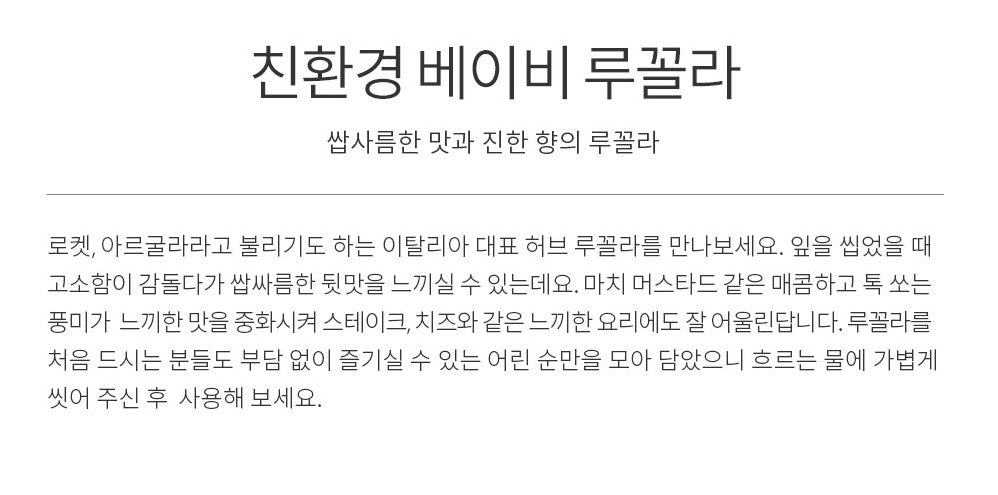 친환경 베이비 루꼴라
쌉사름한 맛과 진한 향의 루꼴라
로켓, 아르굴라라고 불리기도 하는 이탈리아 대표 허브 루꼴라를 만나보세요. 잎을 씹었을 때
고소함이 감돌다가 쌉싸름한 뒷맛을 느끼실 수 있는데요. 마치 머스타드 같은 매콤하고 톡 쏘는
풍미가 느끼한 맛을 중화시켜 스테이크, 치즈와 같은 느끼한 요리에도 잘 어울린답니다. 루꼴라를
처음 드시는 분들도 부담 없이 즐기실 수 있는 어린 순만을 모아 담았으니 흐르는 물에 가볍게
씻어 주신 후 사용해 보세요.